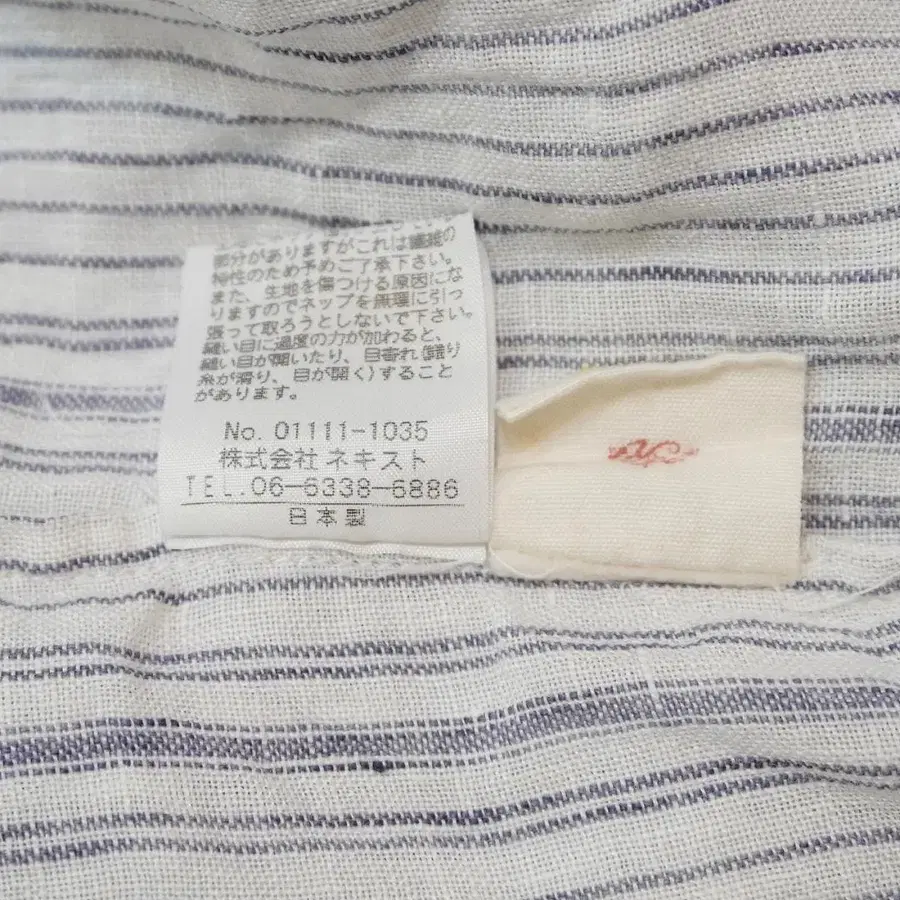 部分がありますがこれは繊維の
特性のため予めご了承下さい。
また、生地を傷つける原因にな
りますのでネップを無理に引っ
張って取ろうとしないで下さい。
縫い目に過度の力が加わると、
縫い目が開いたり、目寄れ(織り
糸が滑り、目が開く)すること
があります。
No. 01111-1035
株式会社 ネキスト
TEL.06-6338-6886
日本製